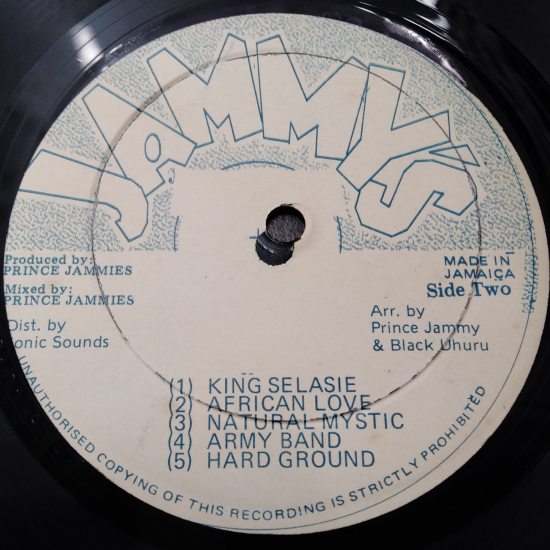 JAMMY'S
Produced by:
PRINCE JAMMIES
Mixed by:
PRINCE JAMMIES
Dist. by
onic Sounds
MADE IN
JAMAICA
Side Two
Arr. by
Prince Jammy
& Black Uhuru
(1) KING SELASIE
(2) AFRICAN LOVE
(3) NATURAL MYSTIC
(4) ARMY BAND
(5) HARD GROUND
UNAUTHORISED COPYING OF THIS RECORDING IS STRICTLY PROHIBITED